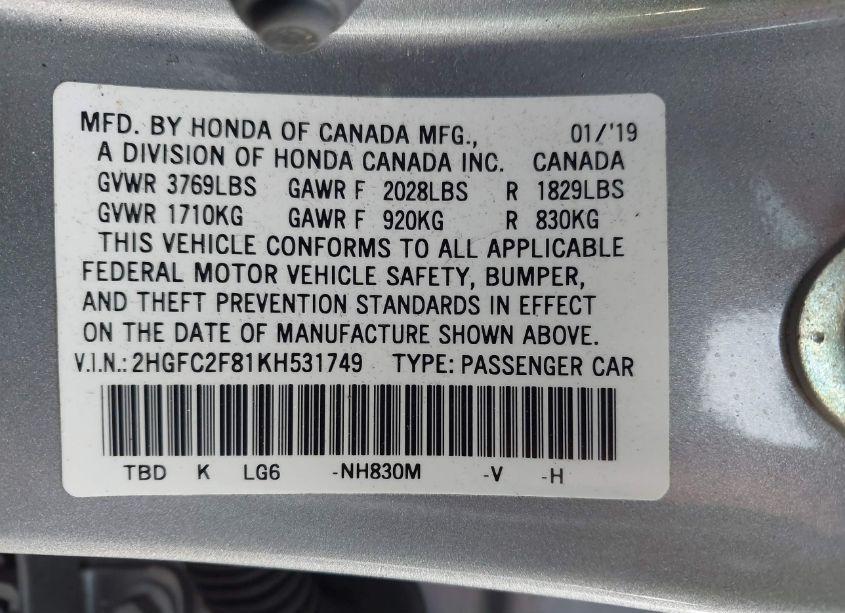 MFD. BY HONDA OF CANADA MFG., 01/'19
A DIVISION OF HONDA CANADA INC. CANADA
GVWR 3769LBS GAWR F 2028LBS R 1829LBS
GVWR 1710KG GAWR F 920KG R 830KG
THIS VEHICLE CONFORMS TO ALL APPLICABLE
FEDERAL MOTOR VEHICLE SAFETY, BUMPER,
AND THEFT PREVENTION STANDARDS IN EFFECT
ON THE DATE OF MANUFACTURE SHOWN ABOVE.
V.I.N.: 2HGFC2F81KH531749 TYPE: PASSENGER CAR
TBD K LG6 -NH830M -V -H